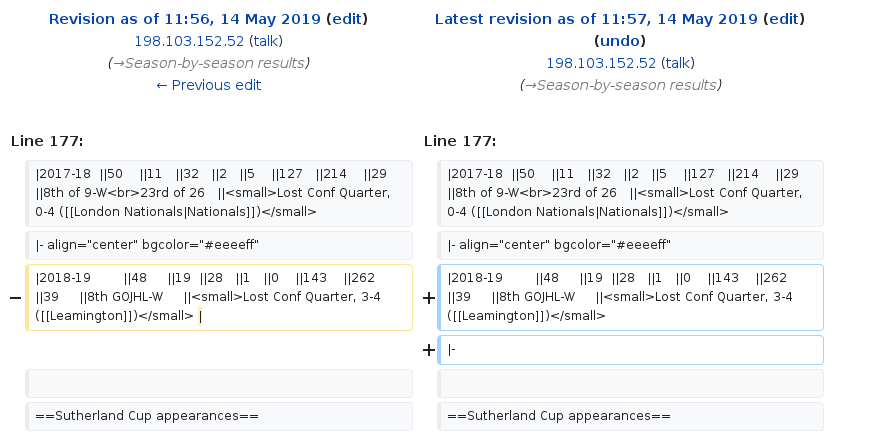 Revision as of 11:56, 14 May 2019 (edit)
198.103.152.52 (talk)
(→Season-by-season results)
← Previous edit
Latest revision as of 11:57, 14 May 2019 (edit)
(undo)
198.103.152.52 (talk)
(→Season-by-season results)
Line 177:
Line 177:
|2017-18 ||50 ||11 ||32 ||2 ||5 ||127 ||214 ||29
||8th of 9-W<br>23rd of 26 ||<small>Lost Conf Quarter,
0-4 ([[London Nationals|Nationals]])</small>
|2017-18 ||50 ||11 ||32 ||2 ||5 ||127 ||214 ||29
||8th of 9-W<br>23rd of 26 ||<small>Lost Conf Quarter,
0-4 ([[London Nationals|Nationals]])</small>
|- align="center" bgcolor="#eeeeff"
|- align="center" bgcolor="#eeeeff"
−
|2018-19 ||48 ||19 ||28 ||1 ||0 ||143 ||262
||39 ||8th GOJHL-W ||<small>Lost Conf Quarter, 3-4
([[Leamington]])</small> |
+
|2018-19 ||48 ||19 ||28 ||1 ||0 ||143 ||262
||39 ||8th GOJHL-W ||<small>Lost Conf Quarter, 3-4
([[Leamington]])</small>
+
|-
==Sutherland Cup appearances==
==Sutherland Cup appearances==